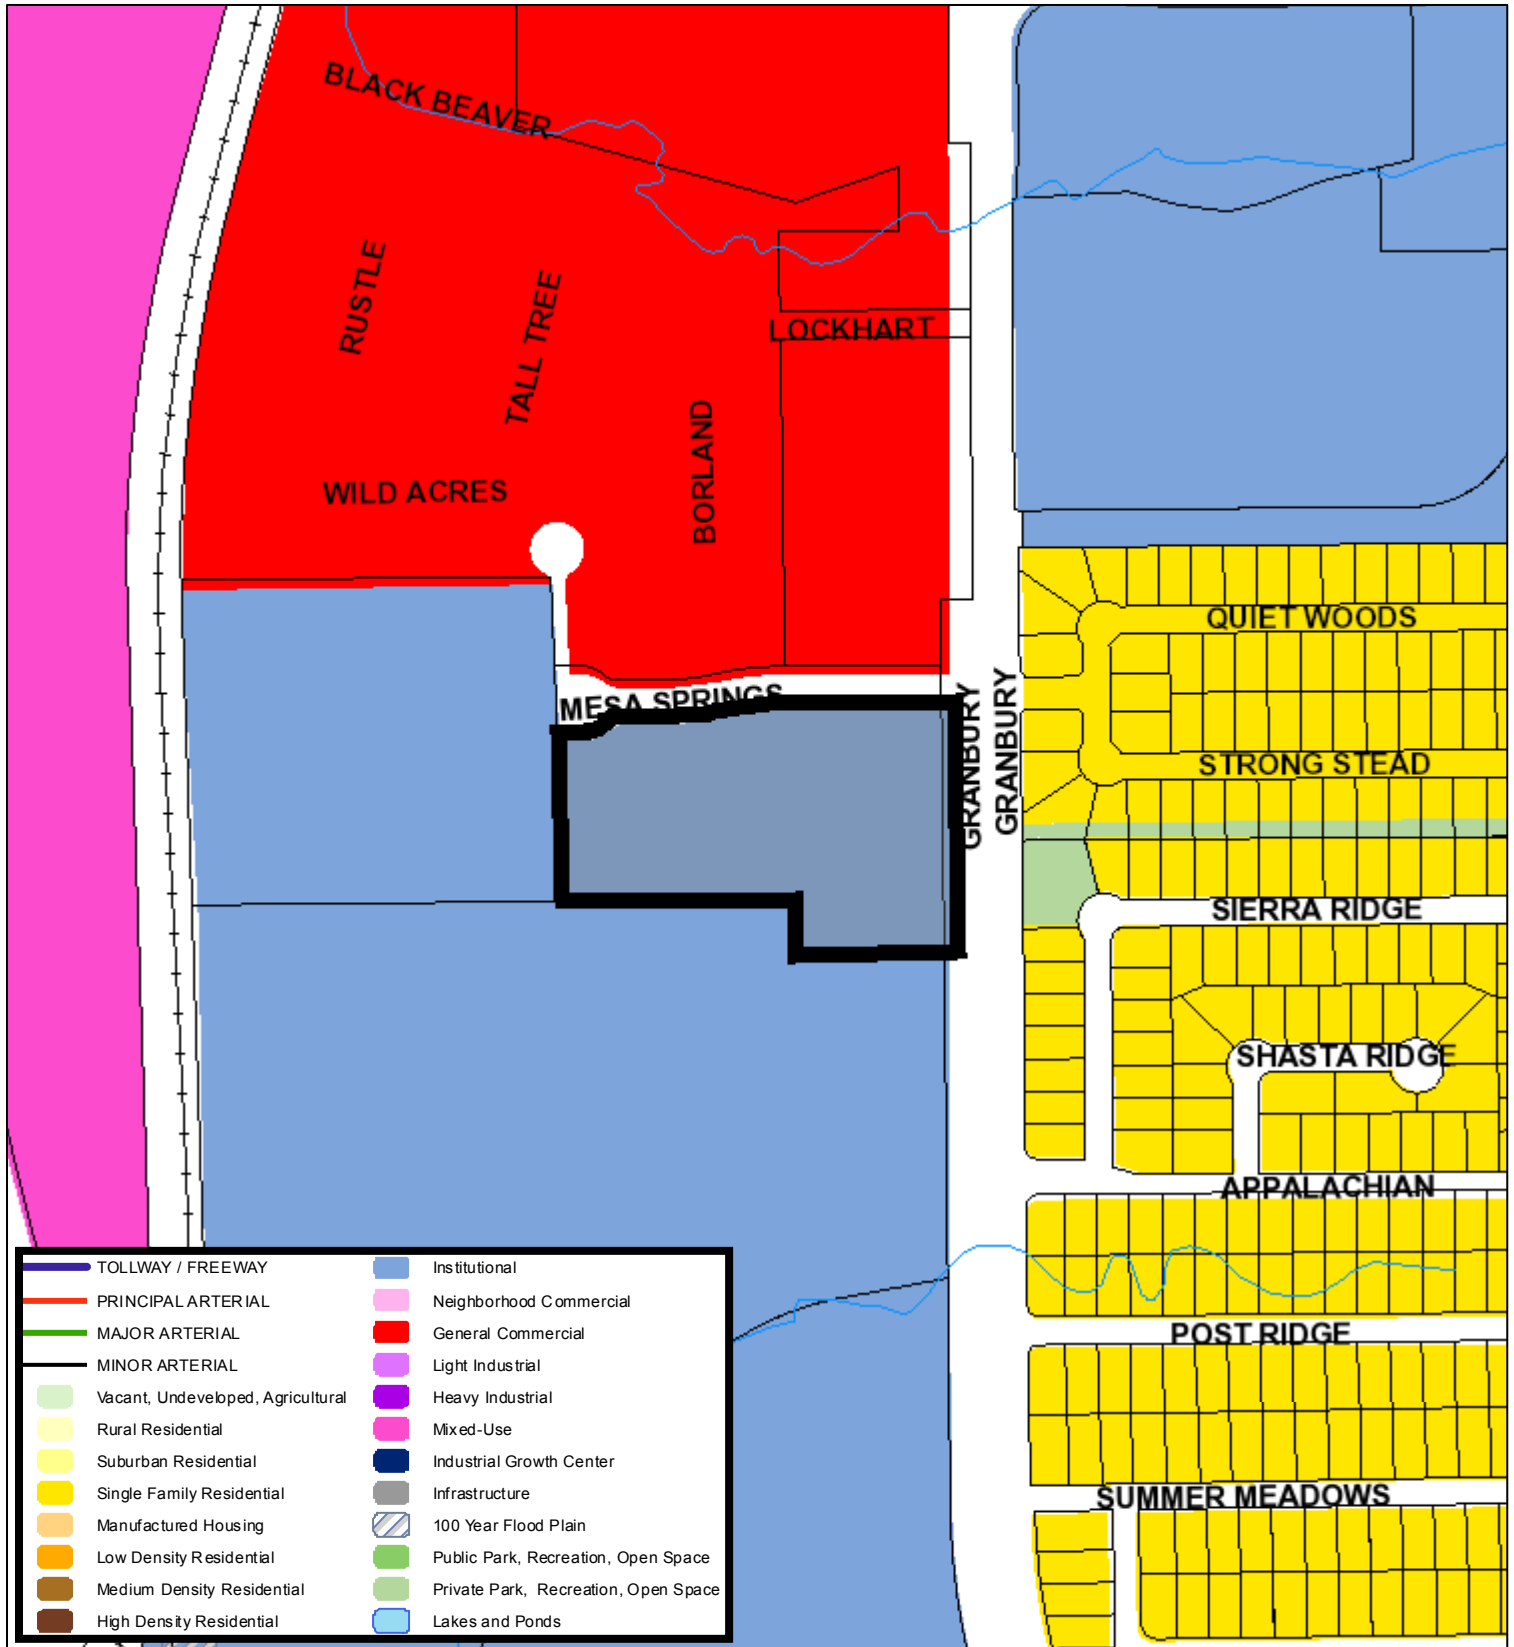 BLACK BEAVER
RUSTLE
TALL TREE
LOCKHART
BORLAND
WILD ACRES
QUIET WOODS
MESA SPRINGS
GRANBURY
GRANBURY
STRONG STEAD
SIERRA RIDGE
SHASTA RIDGE
APPALACHIAN
POST RIDGE
SUMMER MEADOWS
TOLLWAY / FREEWAY
PRINCIPAL ARTERIAL
MAJOR ARTERIAL
MINOR ARTERIAL
Vacant, Undeveloped, Agricultural
Rural Residential
Suburban Residential
Single Family Residential
Manufactured Housing
Low Density Residential
Medium Density Residential
High Density Residential
Institutional
Neighborhood Commercial
General Commercial
Light Industrial
Heavy Industrial
Mixed-Use
Industrial Growth Center
Infrastructure
100 Year Flood Plain
Public Park, Recreation, Open Space
Private Park, Recreation, Open Space
Lakes and Ponds